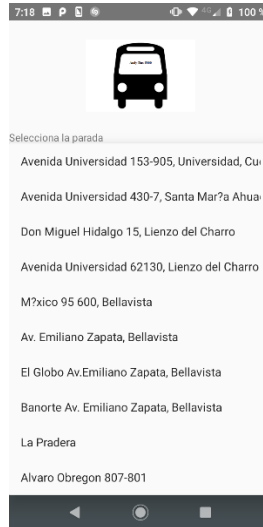 7:18 100 %
Selecciona la parada
Avenida Universidad 153-905, Universidad, Cu
Avenida Universidad 430-7, Santa Mar?a Ahua
Don Miguel Hidalgo 15, Lienzo del Charro
Avenida Universidad 62130, Lienzo del Charro
M?xico 95 600, Bellavista
Av. Emiliano Zapata, Bellavista
El Globo Av.Emiliano Zapata, Bellavista
Banorte Av. Emiliano Zapata, Bellavista
La Pradera
Alvaro Obregon 807-801